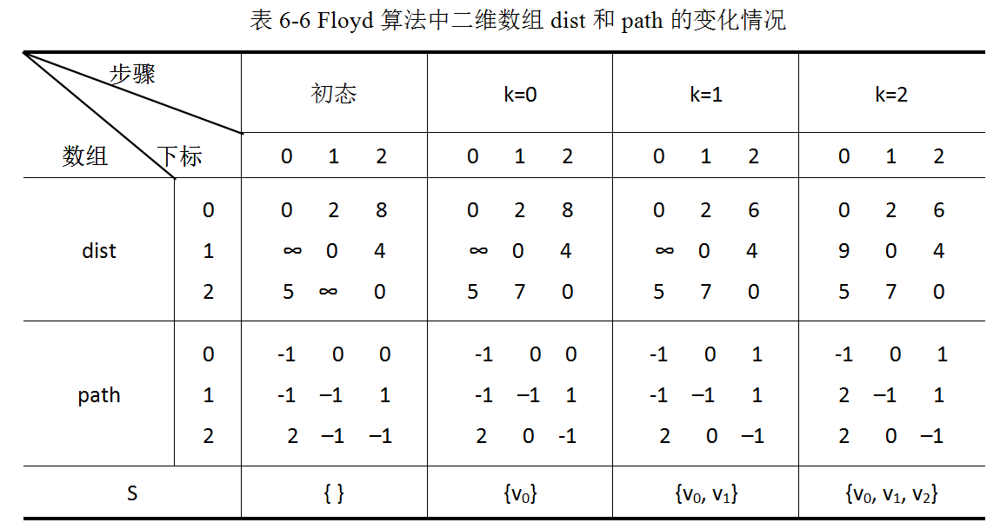 表 6-6 Floyd 算法中二维数组 dist 和 path 的变化情况
步骤 初态 k=0 k=1 k=2
数组 下标 0 1 2 0 1 2 0 1 2 0 1 2
0 0 2 8 0 2 8 0 2 6 0 2 6
dist 1 ∞ 0 4 ∞ 0 4 ∞ 0 4 9 0 4
2 5 ∞ 0 5 7 0 5 7 0 5 7 0
0 -1 0 0 -1 0 0 -1 0 1 -1 0 1
path 1 -1 –1 1 -1 –1 1 -1 –1 1 2 –1 1
2 2 –1 –1 2 0 -1 2 0 –1 2 0 –1
S { } {v₀} {v₀, v₁} {v₀, v₁, v₂}